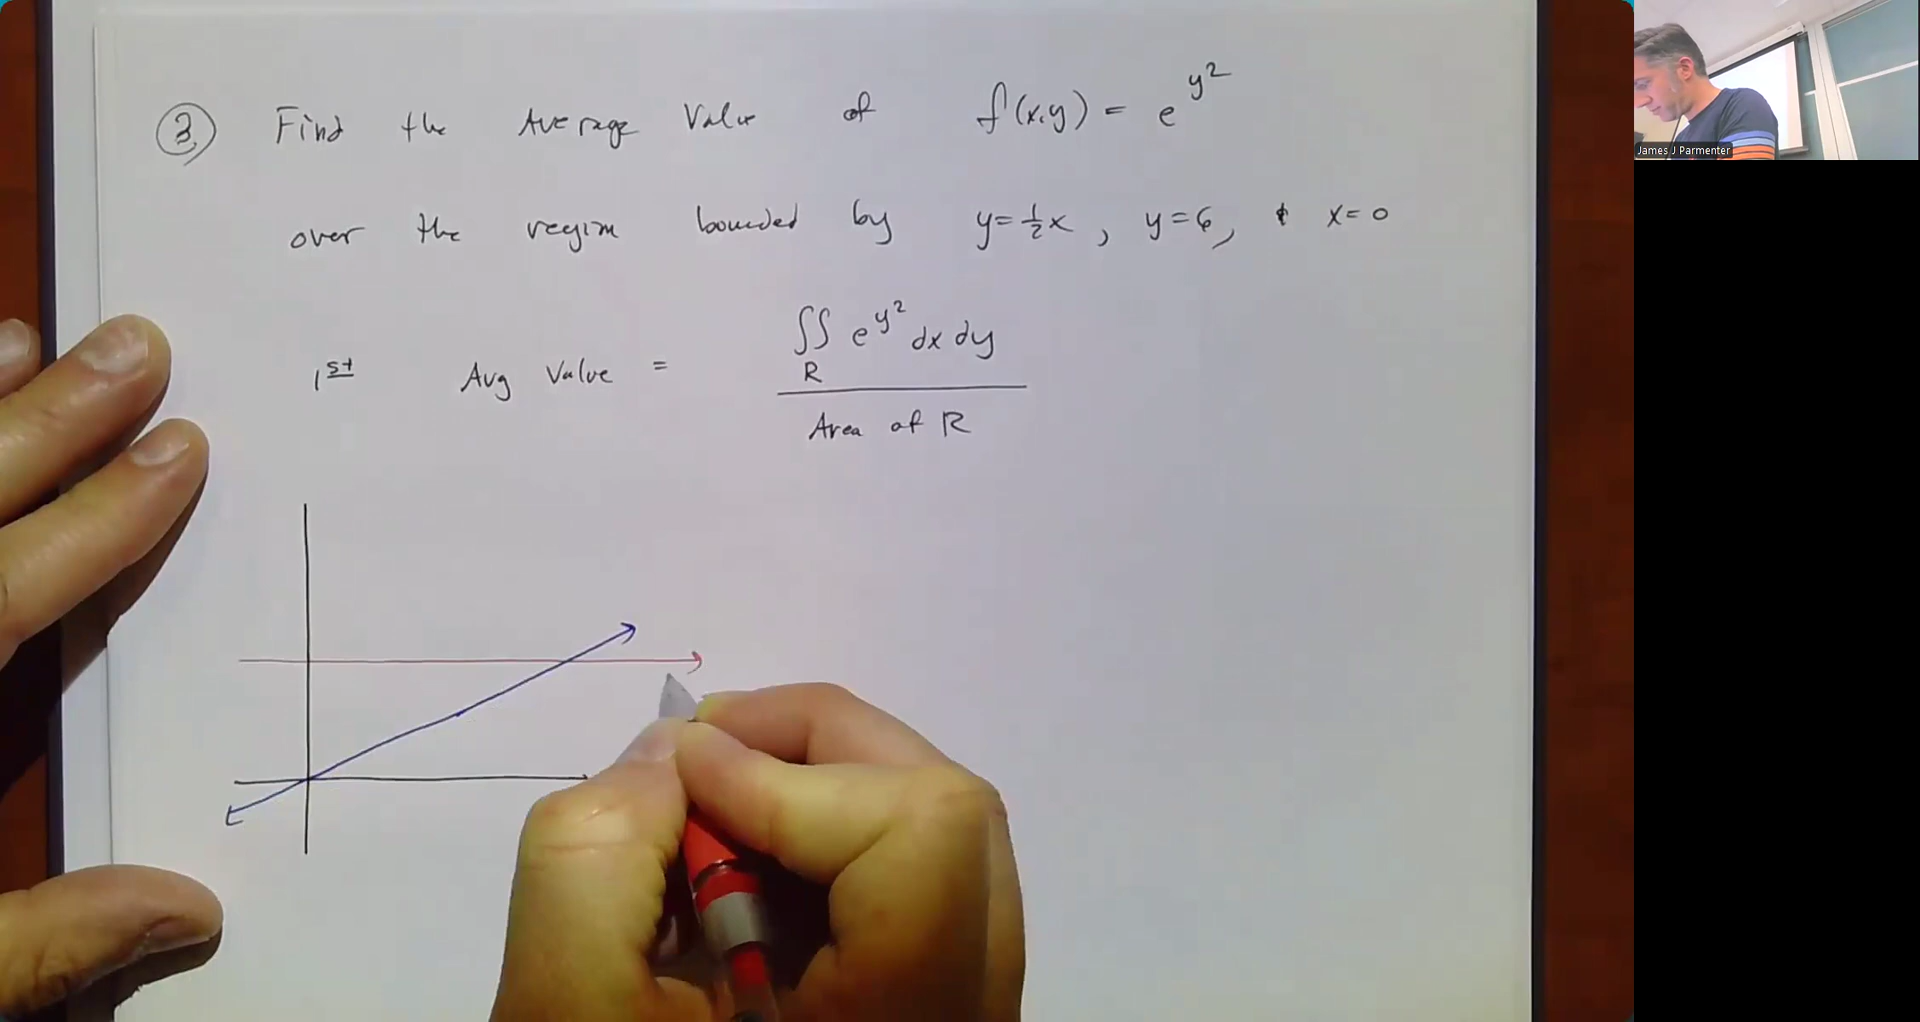 ③ Find the Average Value of f(x,y) = e^{y^2}
over the region bounded by y=½x, y=6, & x=0
1st Avg Value = ∬_R e^{y^2} dx dy
Area of R
James J Parmenter